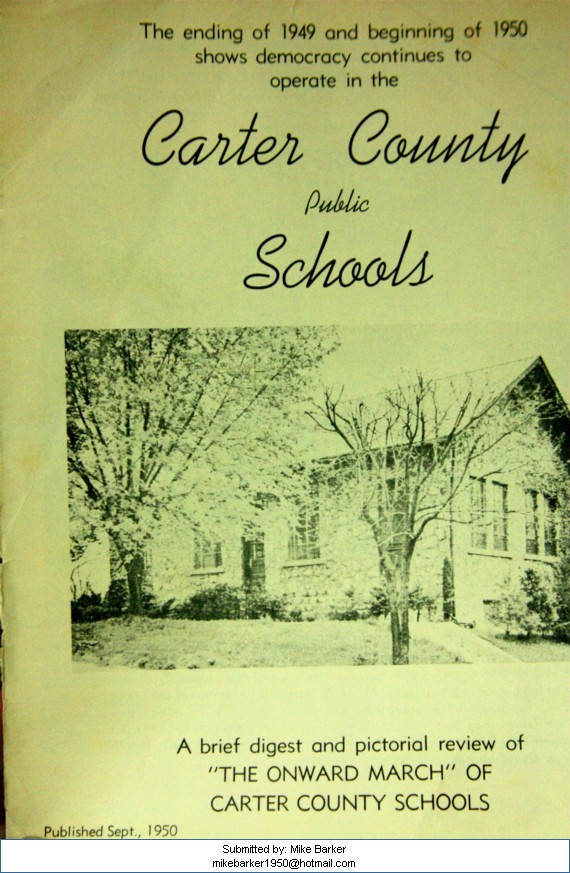 The ending of 1949 and beginning of 1950
shows democracy continues to
operate in the
Carter County
Public
Schools
A brief digest and pictorial review of
"THE ONWARD MARCH" OF
CARTER COUNTY SCHOOLS
Published Sept., 1950
Submitted by: Mike Barker
mikebarker1950@hotmail.com